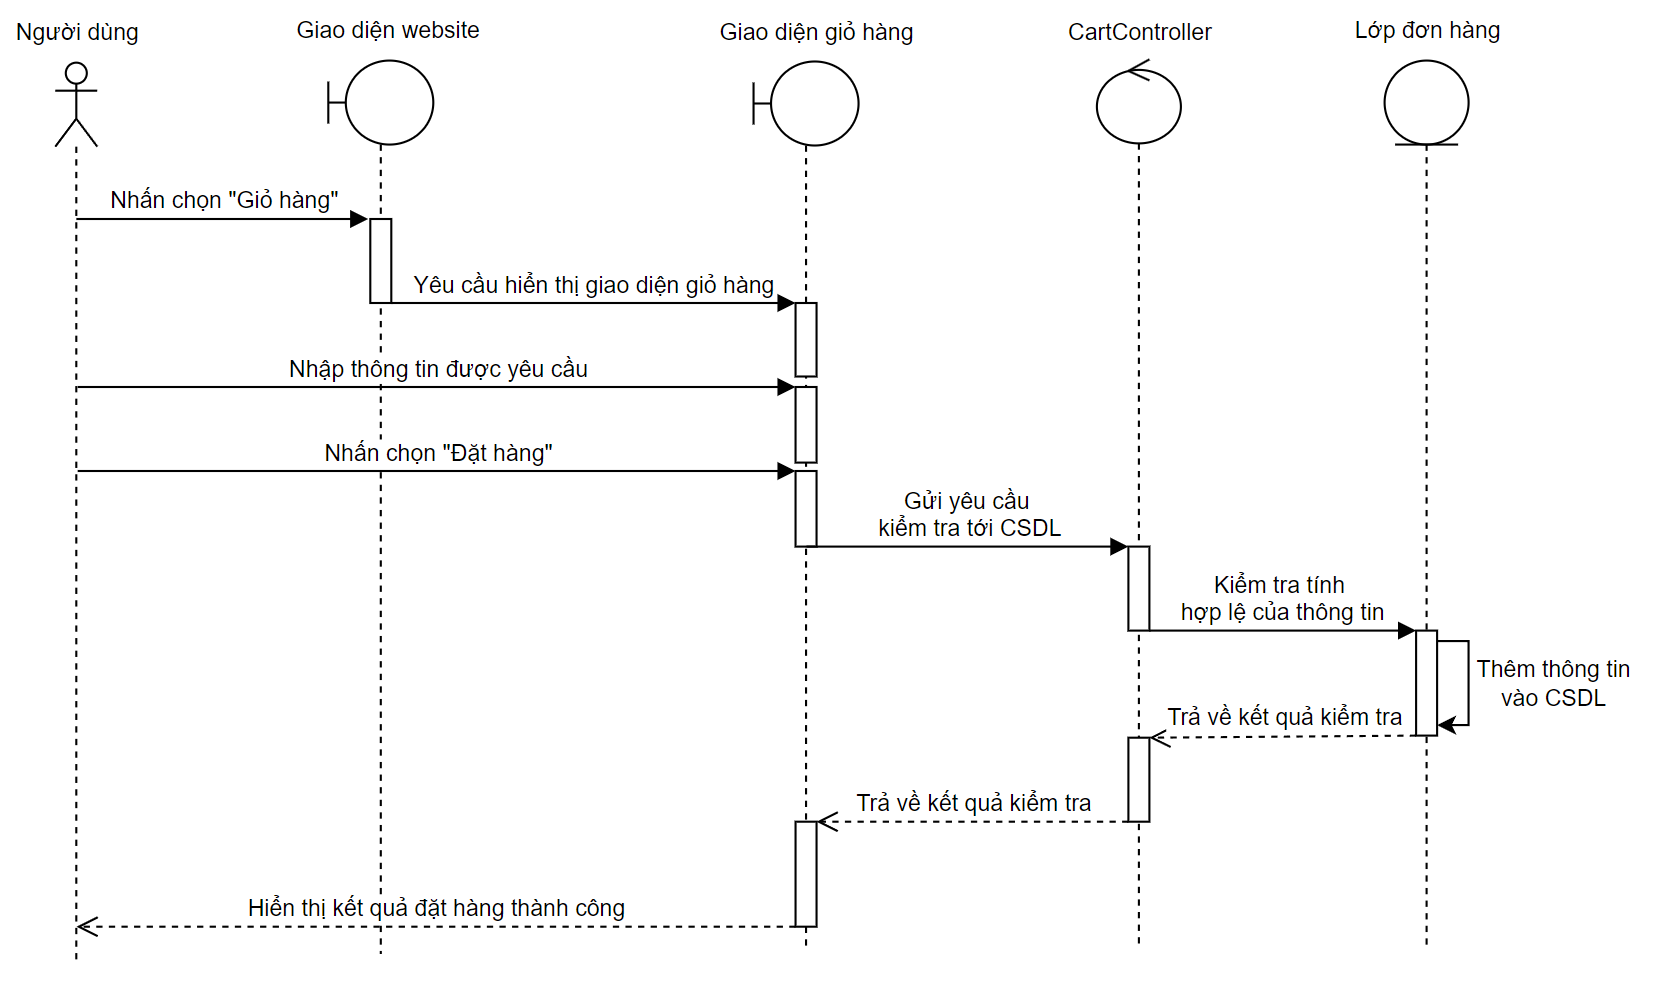 Người dùng
Giao diện website
Giao diện giỏ hàng
CartController
Lớp đơn hàng
Nhấn chọn "Giỏ hàng"
Yêu cầu hiển thị giao diện giỏ hàng
Nhập thông tin được yêu cầu
Nhấn chọn "Đặt hàng"
Gửi yêu cầu
kiểm tra tới CSDL
Kiểm tra tính
hợp lệ của thông tin
Thêm thông tin
vào CSDL
Trả về kết quả kiểm tra
Trả về kết quả kiểm tra
Hiển thị kết quả đặt hàng thành công